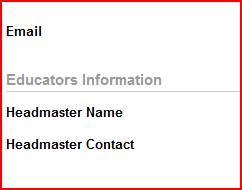 Email
Educators Information
Headmaster Name
Headmaster Contact